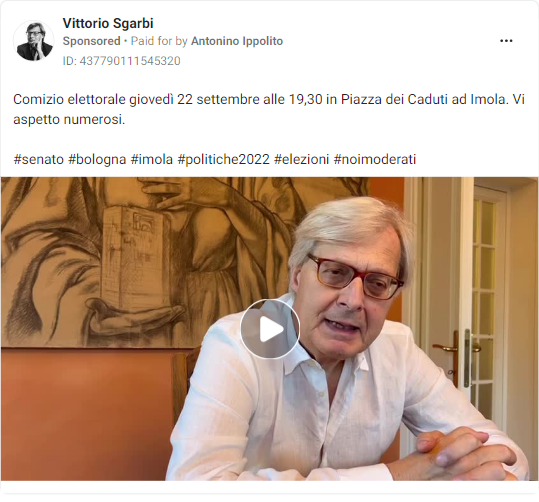 Vittorio Sgarbi
Sponsored • Paid for by Antonino Ippolito
ID: 437790111545320
Comizio elettorale giovedì 22 settembre alle 19,30 in Piazza dei Caduti ad Imola. Vi
aspetto numerosi.
#senato #bologna #imola #politiche2022 #elezioni #noimoderati